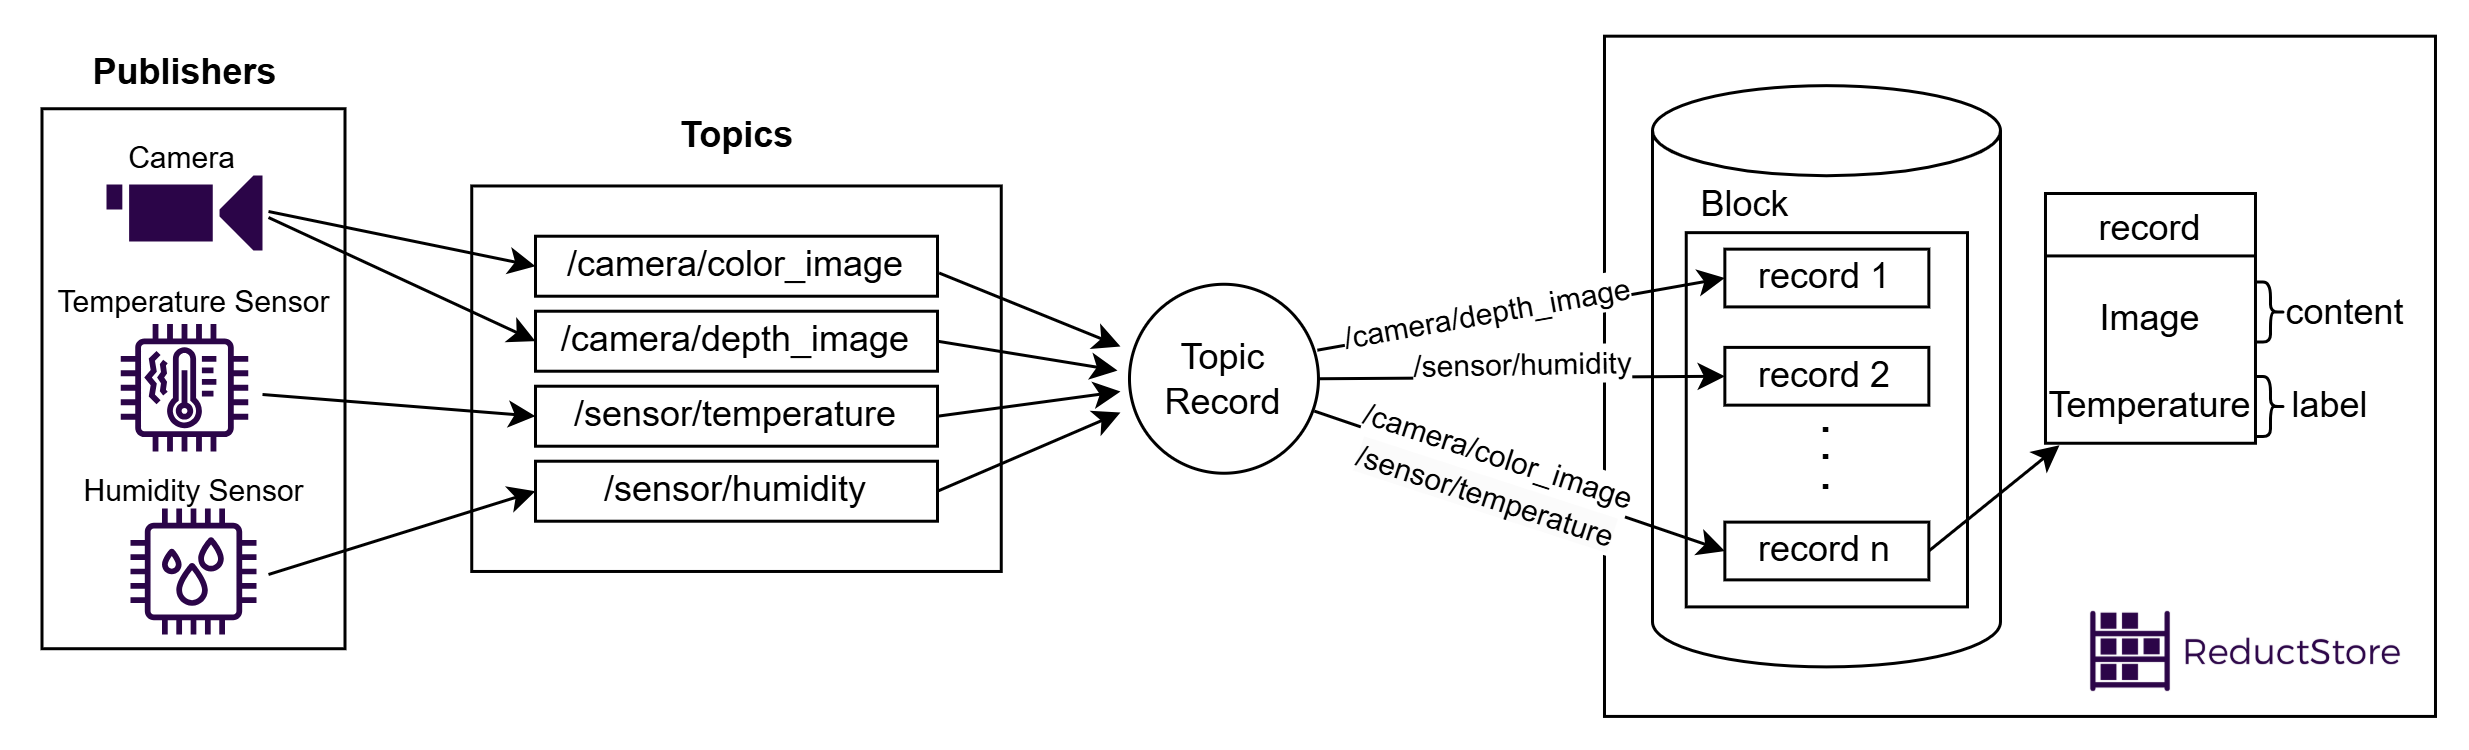 Publishers
Camera
Temperature Sensor
Humidity Sensor
Topics
/camera/color_image
/camera/depth_image
/sensor/temperature
/sensor/humidity
Topic
Record
/camera/depth_image
/sensor/humidity
/camera/color_image
/sensor/temperature
Block
record 1
record 2
record n
record
Image
content
Temperature
label
ReductStore